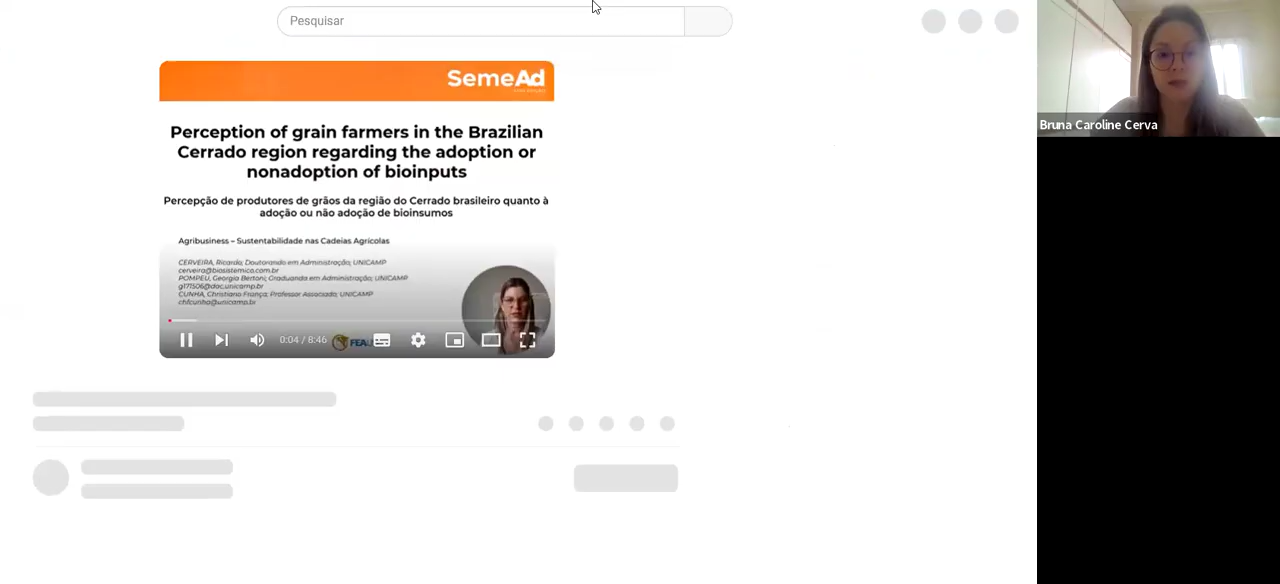 Pesquisar
SemeAd
Perception of grain farmers in the Brazilian
Cerrado region regarding the adoption or
nonadoption of bioinputs
Percepção de produtores de grãos da região do Cerrado brasileiro quanto à
adoção ou não adoção de bioinsumos
Agribusiness – Sustentabilidade nas Cadeias Agrícolas
CERVEIRA, Ricardo; Doutorando em Administração; UNICAMP
cerveira@biosistemico.com.br
POMPEU, Georgia Bertoni; Graduanda em Administração; UNICAMP
g171506@dac.unicamp.br
CUNHA, Christiano França; Professor Associado; UNICAMP
chfcunha@unicamp.br
0:04 / 8:46
FEA
Bruna Caroline Cerva